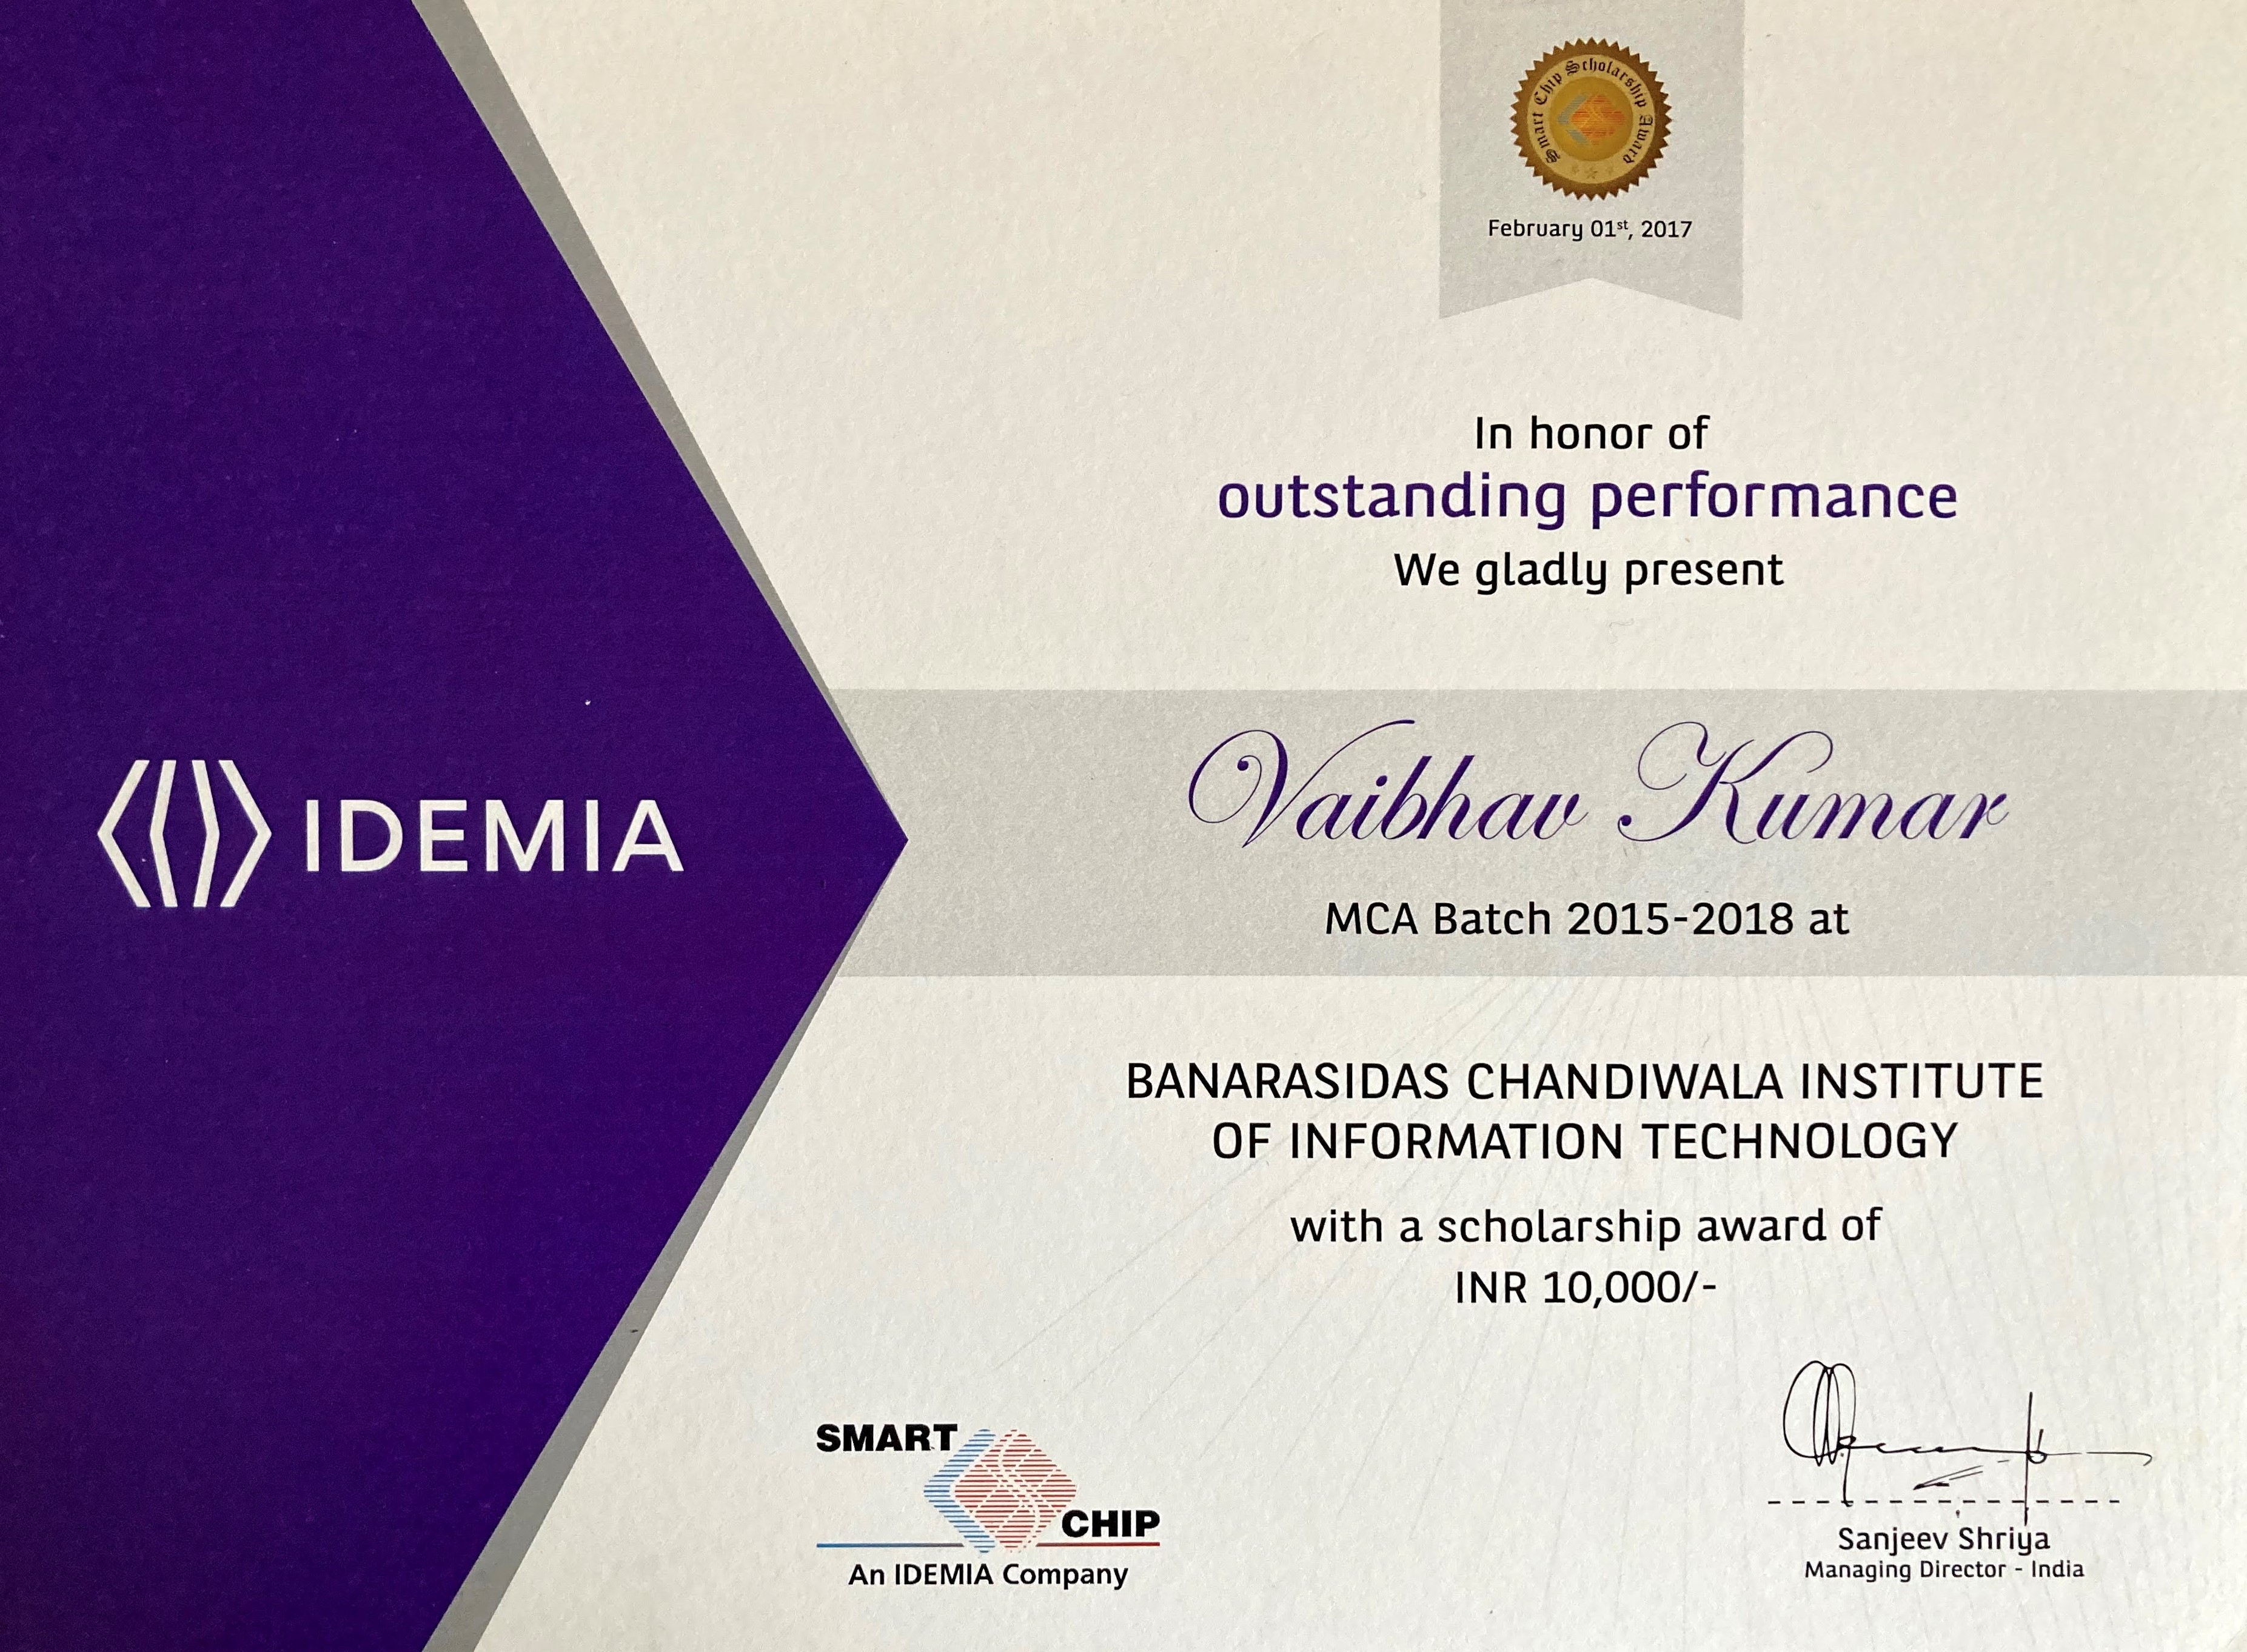 Smart Chip Scholarship Award
February 01st, 2017
In honor of
outstanding performance
We gladly present
IDEMIA
Vaibhav Kumar
MCA Batch 2015-2018 at
BANARASIDAS CHANDIWALA INSTITUTE
OF INFORMATION TECHNOLOGY
with a scholarship award of
INR 10,000/-
SMART
CHIP
An IDEMIA Company
Sanjeev Shriya
Managing Director - India